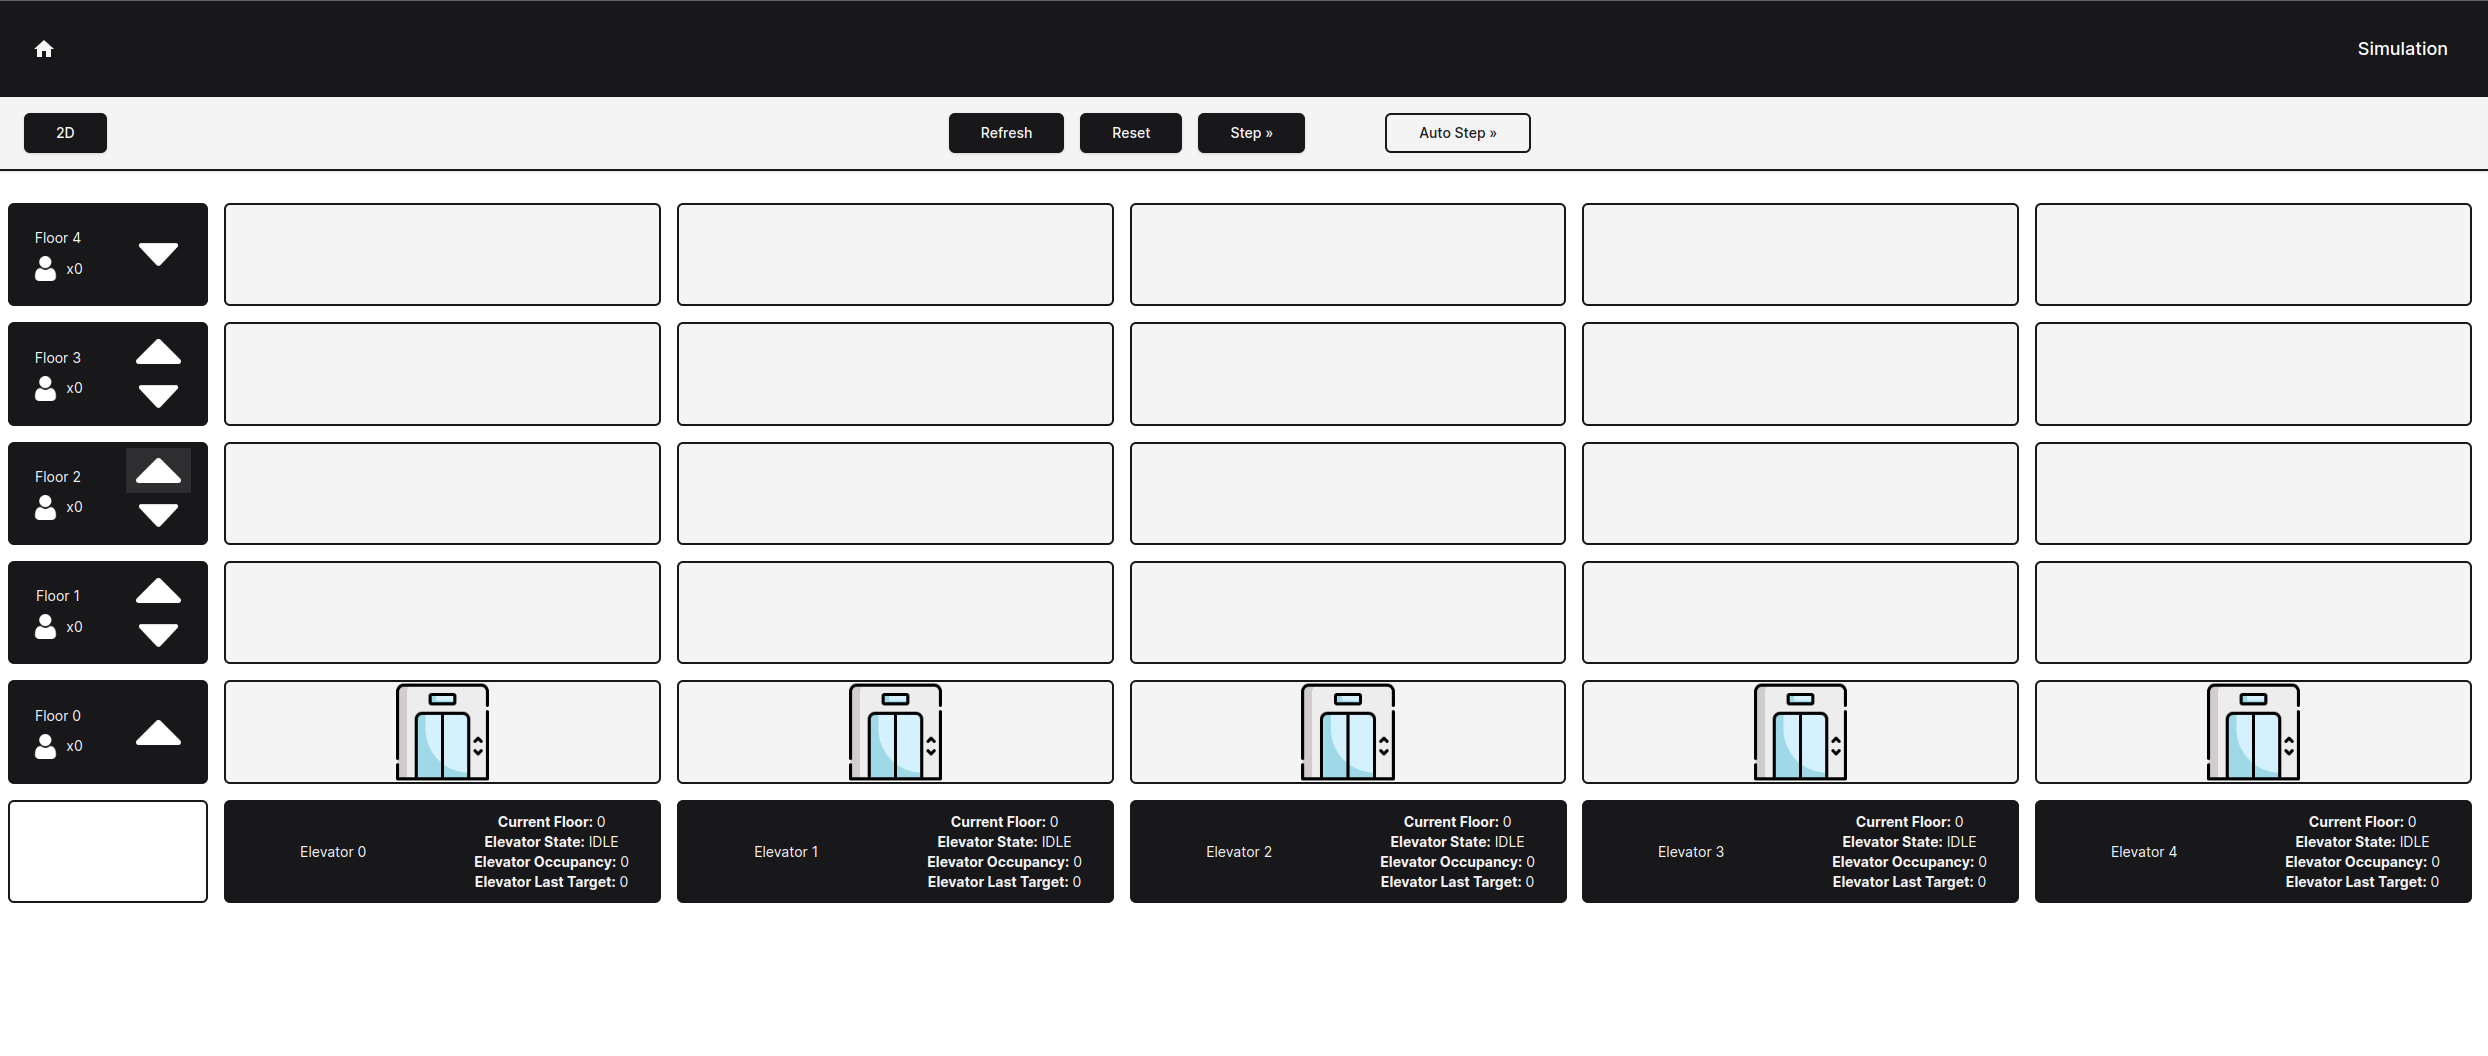 Simulation
2D
Refresh
Reset
Step »
Auto Step »
Floor 4
x0
Floor 3
x0
Floor 2
x0
Floor 1
x0
Floor 0
x0
Elevator 0
Current Floor: 0
Elevator State: IDLE
Elevator Occupancy: 0
Elevator Last Target: 0
Elevator 1
Current Floor: 0
Elevator State: IDLE
Elevator Occupancy: 0
Elevator Last Target: 0
Elevator 2
Current Floor: 0
Elevator State: IDLE
Elevator Occupancy: 0
Elevator Last Target: 0
Elevator 3
Current Floor: 0
Elevator State: IDLE
Elevator Occupancy: 0
Elevator Last Target: 0
Elevator 4
Current Floor: 0
Elevator State: IDLE
Elevator Occupancy: 0
Elevator Last Target: 0